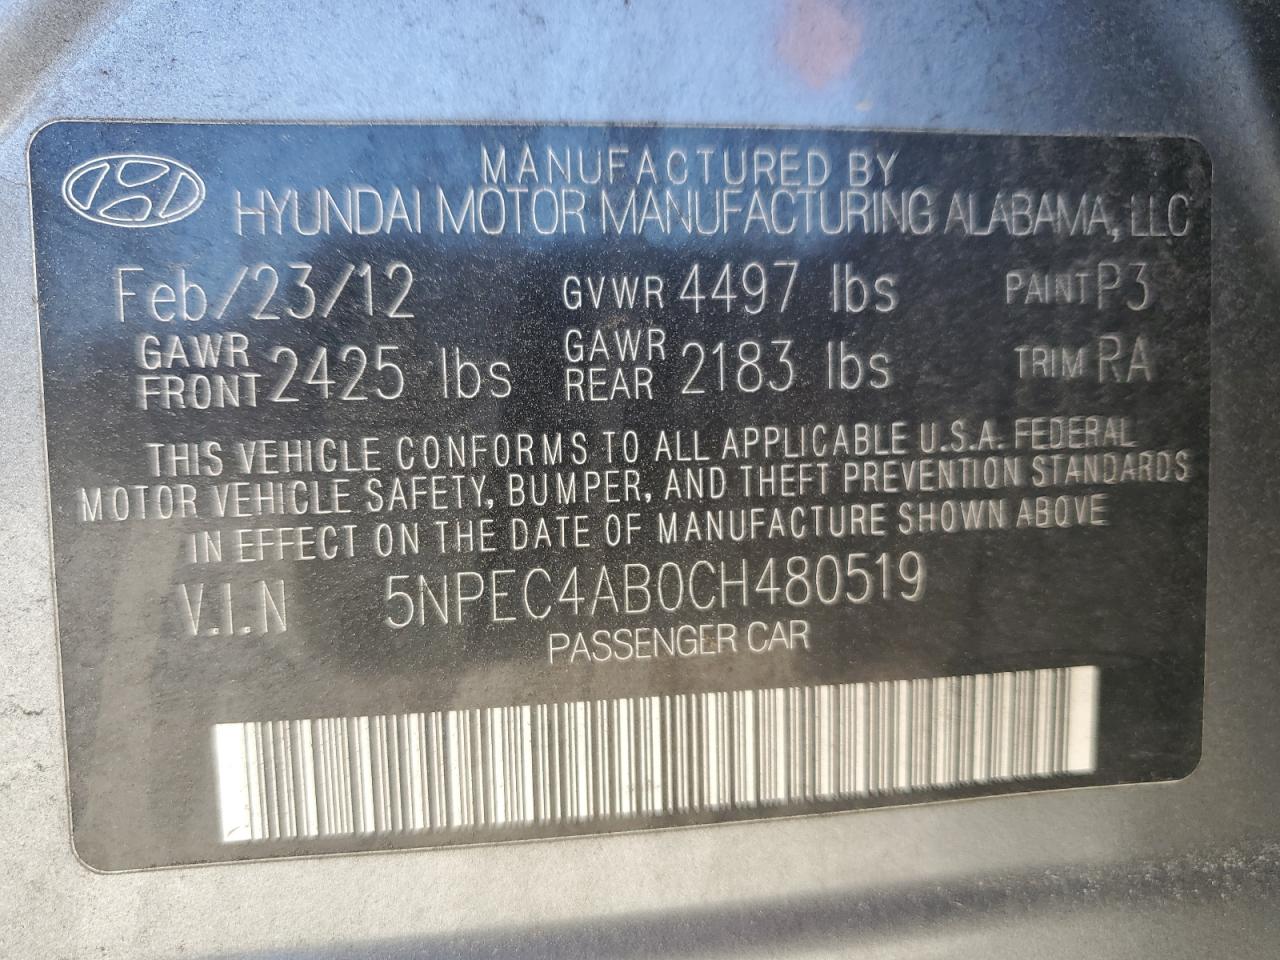 MANUFACTURED BY
HYUNDAI MOTOR MANUFACTURING ALABAMA, LLC
Feb/23/12 GVWR 4497 lbs PAINT P3
GAWR FRONT 2425 lbs GAWR REAR 2183 lbs TRIM RA
THIS VEHICLE CONFORMS TO ALL APPLICABLE U.S.A. FEDERAL
MOTOR VEHICLE SAFETY, BUMPER, AND THEFT PREVENTION STANDARDS
IN EFFECT ON THE DATE OF MANUFACTURE SHOWN ABOVE
V.I.N 5NPEC4AB0CH480519
PASSENGER CAR